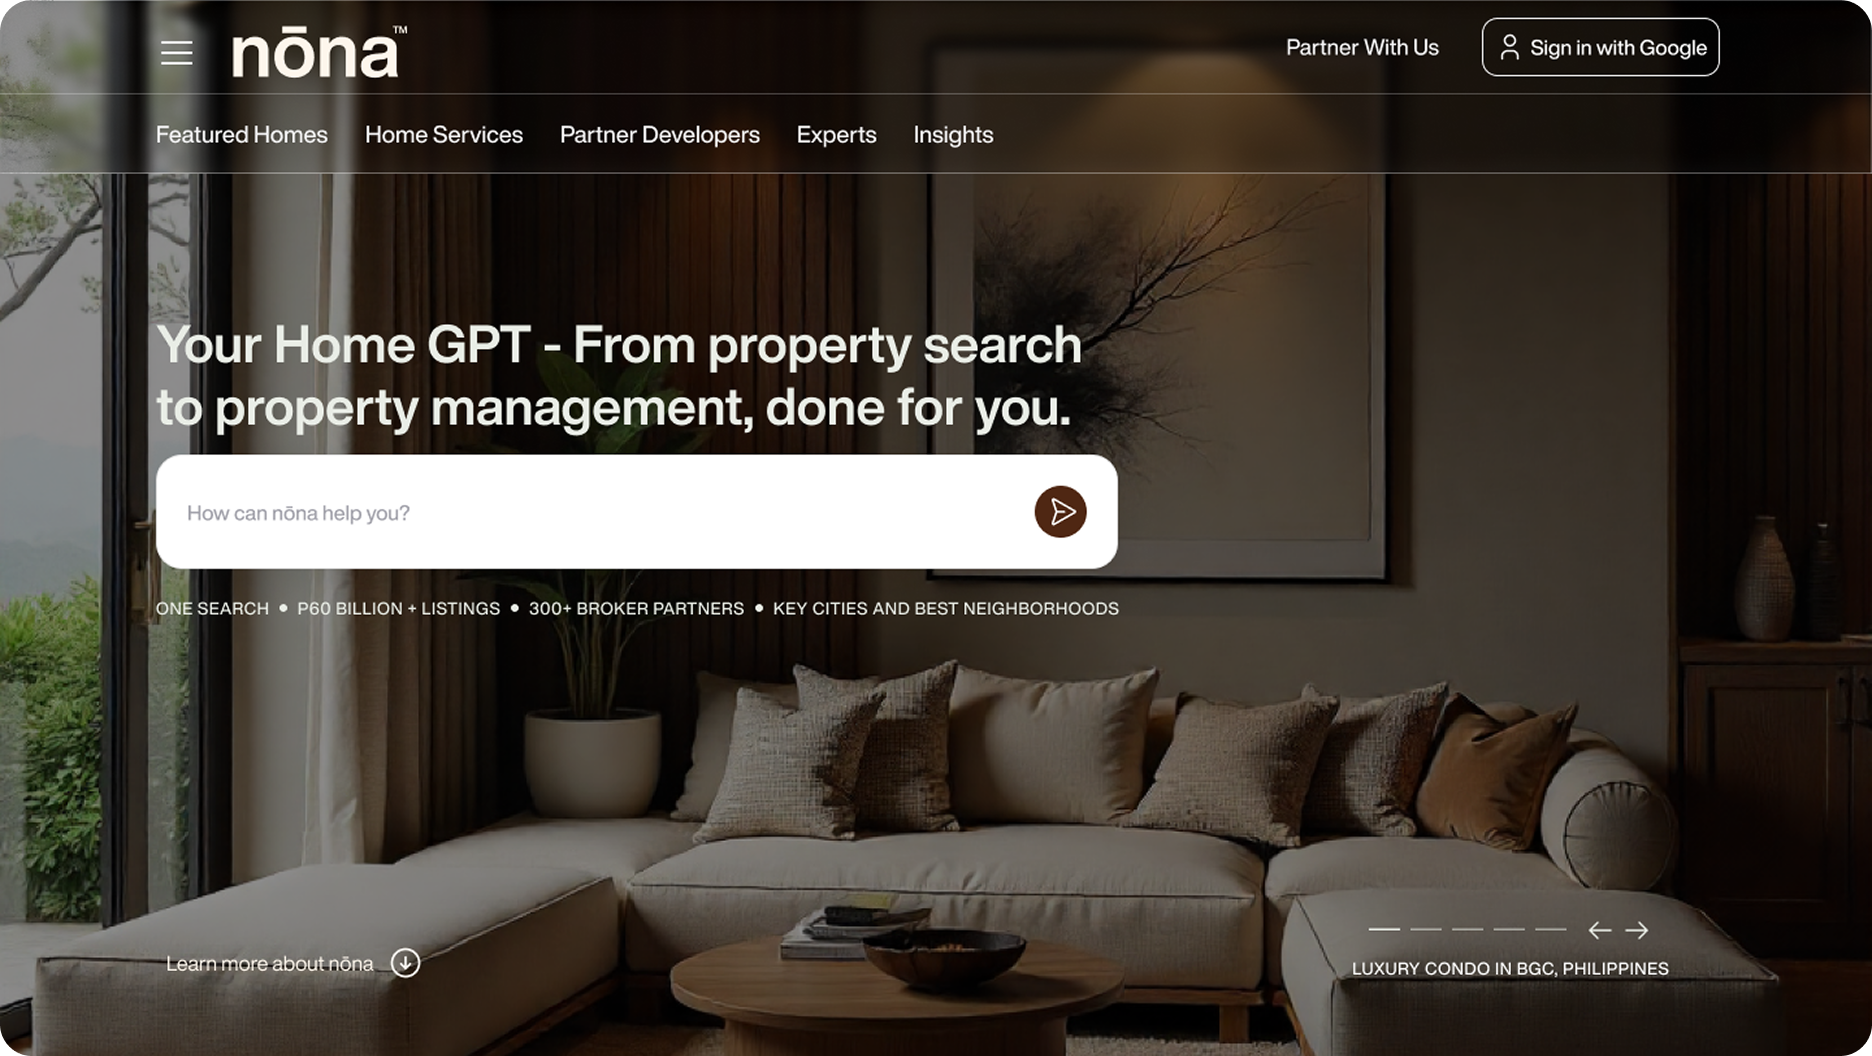 nōna™
Partner With Us
Sign in with Google
Featured Homes
Home Services
Partner Developers
Experts
Insights
Your Home GPT - From property search
to property management, done for you.
How can nōna help you?
ONE SEARCH • P60 BILLION + LISTINGS • 300+ BROKER PARTNERS • KEY CITIES AND BEST NEIGHBORHOODS
Learn more about nōna
LUXURY CONDO IN BGC, PHILIPPINES